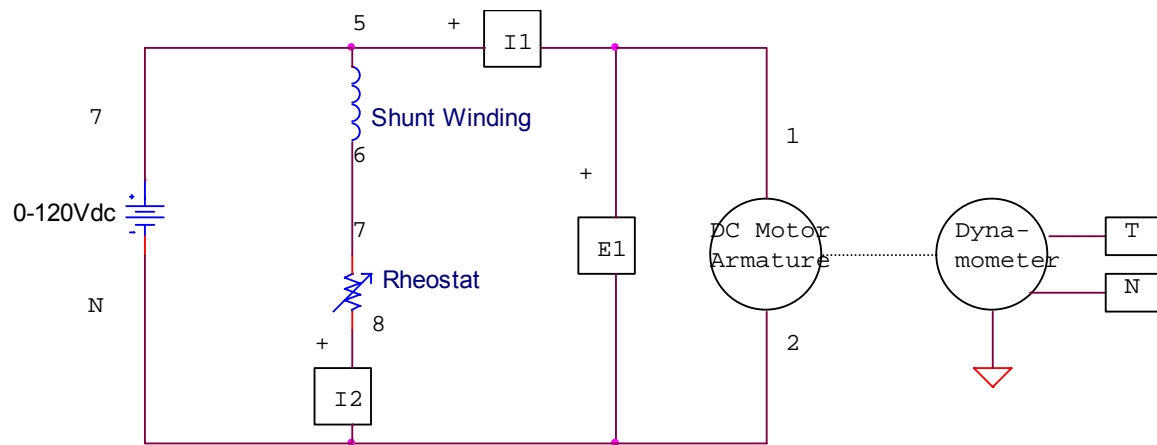 5
+
I1
7
Shunt Winding
1
6
+
0-120Vdc
+
-
7
E1
DC Motor
Armature
Dyna-
mometer
T
N
Rheostat
N
8
+
2
I2